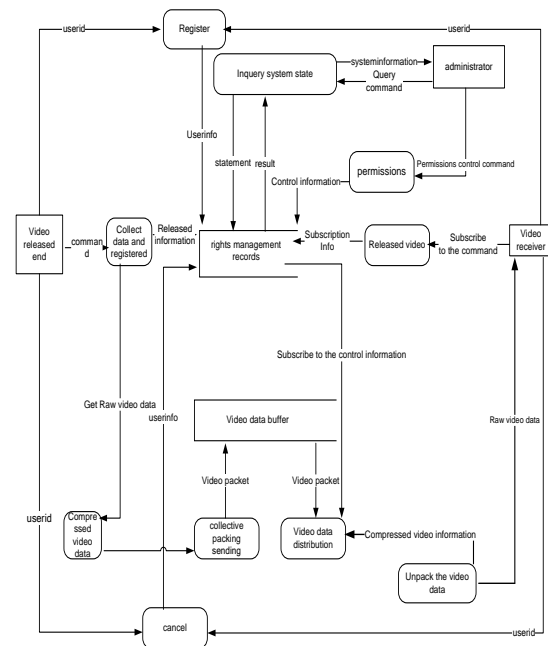 userid
Register
userid
Inquery system state
systeminformation
Query
command
administrator
Userinfo
statement
result
Permissions control command
permissions
Control information
Video
released
end
comman
d
Collect
data and
registered
Released
information
rights management
records
Subscription
Info
Released video
Subscribe
to the command
Video
receiver
Subscribe to the control information
Get Raw video data
userinfo
Video data buffer
Raw video data
Video packet
Video packet
userid
Compre
ssed
video
data
collective
packing
sending
Video data
distribution
Compressed video information
Unpack the video
data
cancel
userid